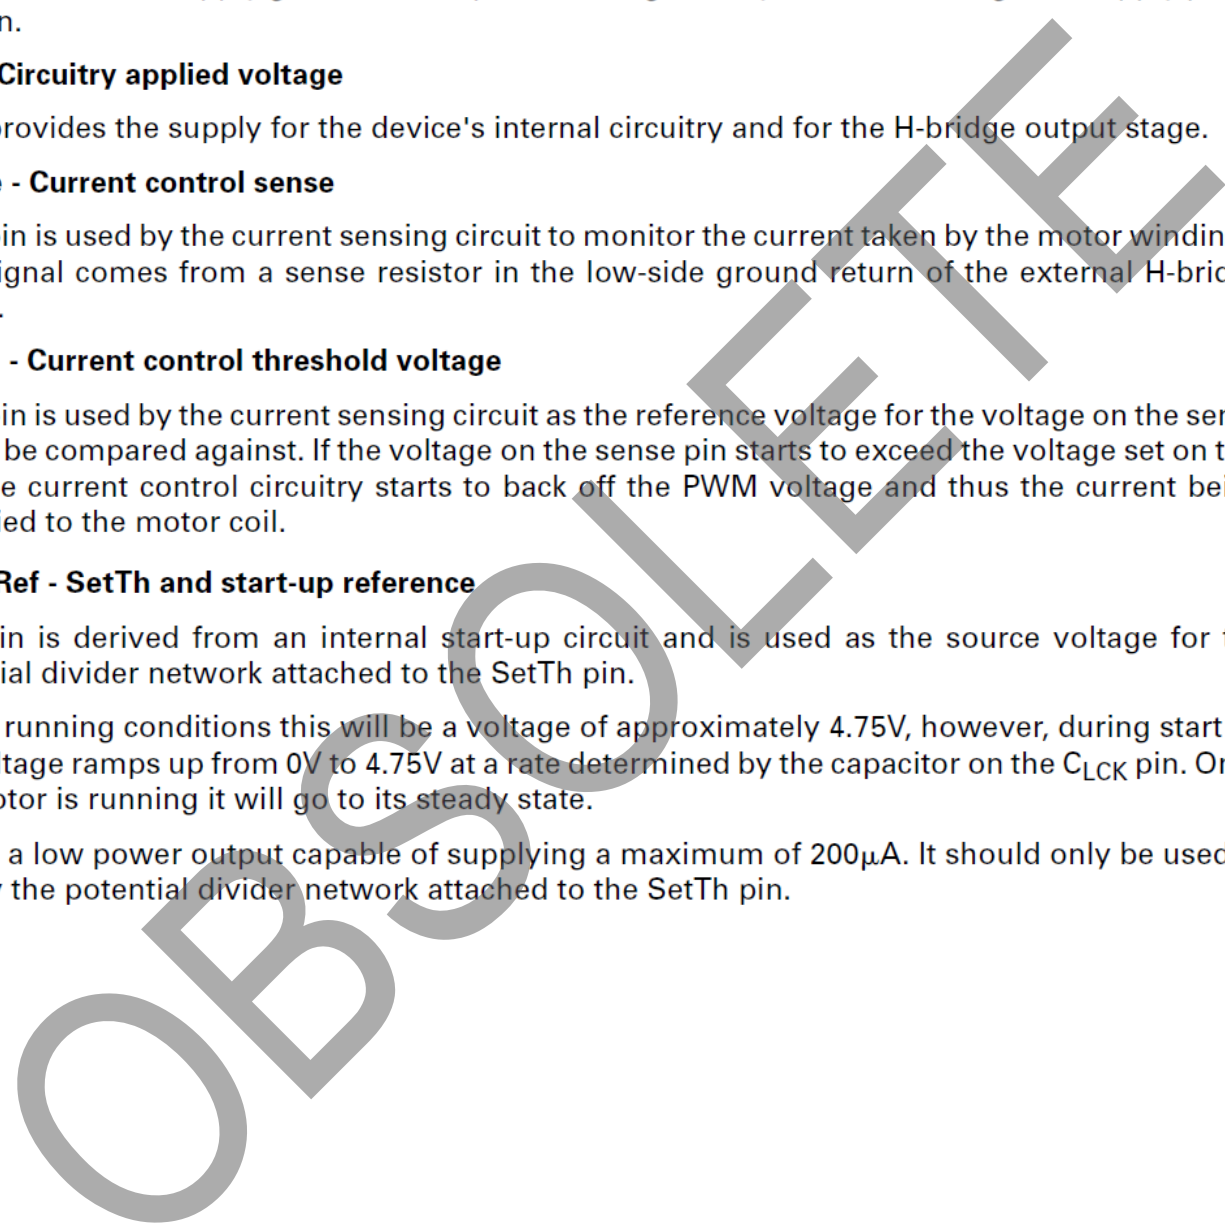 n.
Circuitry applied voltage
provides the supply for the device's internal circuitry and for the H-bridge output stage.
e - Current control sense
in is used by the current sensing circuit to monitor the current taken by the motor windin
ignal comes from a sense resistor in the low-side ground return of the external H-bric
.
- Current control threshold voltage
in is used by the current sensing circuit as the reference voltage for the voltage on the ser
be compared against. If the voltage on the sense pin starts to exceed the voltage set on t
e current control circuitry starts to back off the PWM voltage and thus the current bei
ied to the motor coil.
Ref - SetTh and start-up reference
in is derived from an internal start-up circuit and is used as the source voltage for t
ial divider network attached to the SetTh pin.
running conditions this will be a voltage of approximately 4.75V, however, during start
ltage ramps up from 0V to 4.75V at a rate determined by the capacitor on the CLCK pin. On
otor is running it will go to its steady state.
a low power output capable of supplying a maximum of 200µA. It should only be used
y the potential divider network attached to the SetTh pin.
OBSOLETE